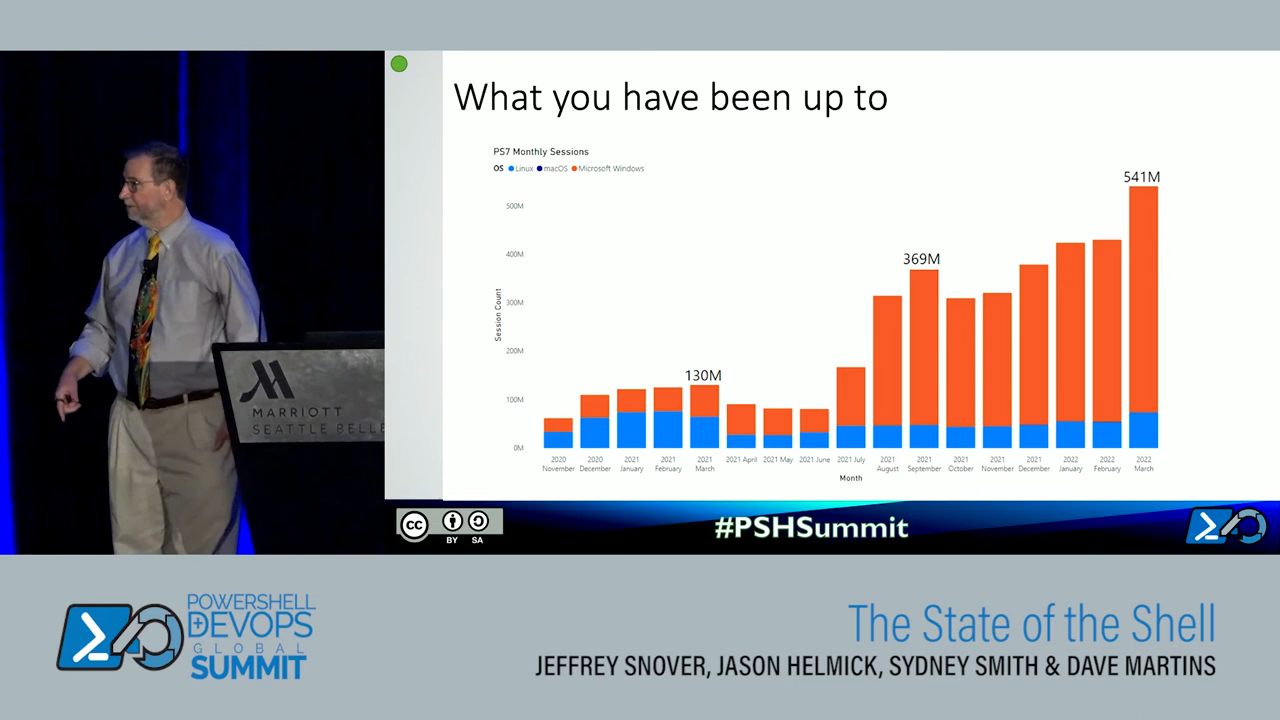 What you have been up to
PS7 Monthly Sessions
OS Linux macOS Microsoft Windows
541M
500M
400M
369M
300M
Session Count
200M
130M
100M
0M
2020 November
2020 December
2021 January
2021 February
2021 March
2021 April
2021 May
2021 June
2021 July
2021 August
2021 September
2021 October
2021 November
2021 December
2022 January
2022 February
2022 March
Month
MARRIOTT
SEATTLE BELLE
cc
BY SA
#PSHSummit
POWERSHELL
+DEVOPS
GLOBAL
SUMMIT
The State of the Shell
JEFFREY SNOVER, JASON HELMICK, SYDNEY SMITH & DAVE MARTINS